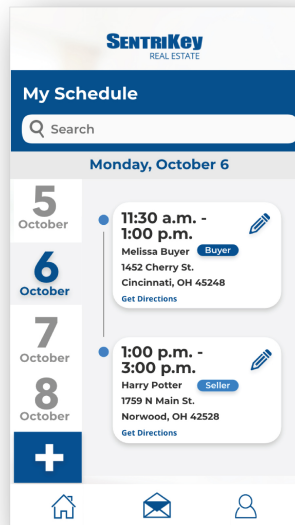 SENTRIKEY
REAL ESTATE
My Schedule
Search
Monday, October 6
5
October
6
October
7
October
8
October
11:30 a.m. -
1:00 p.m.
Melissa Buyer Buyer
1452 Cherry St.
Cincinnati, OH 45248
Get Directions
1:00 p.m. -
3:00 p.m.
Harry Potter Seller
1759 N Main St.
Norwood, OH 42528
Get Directions